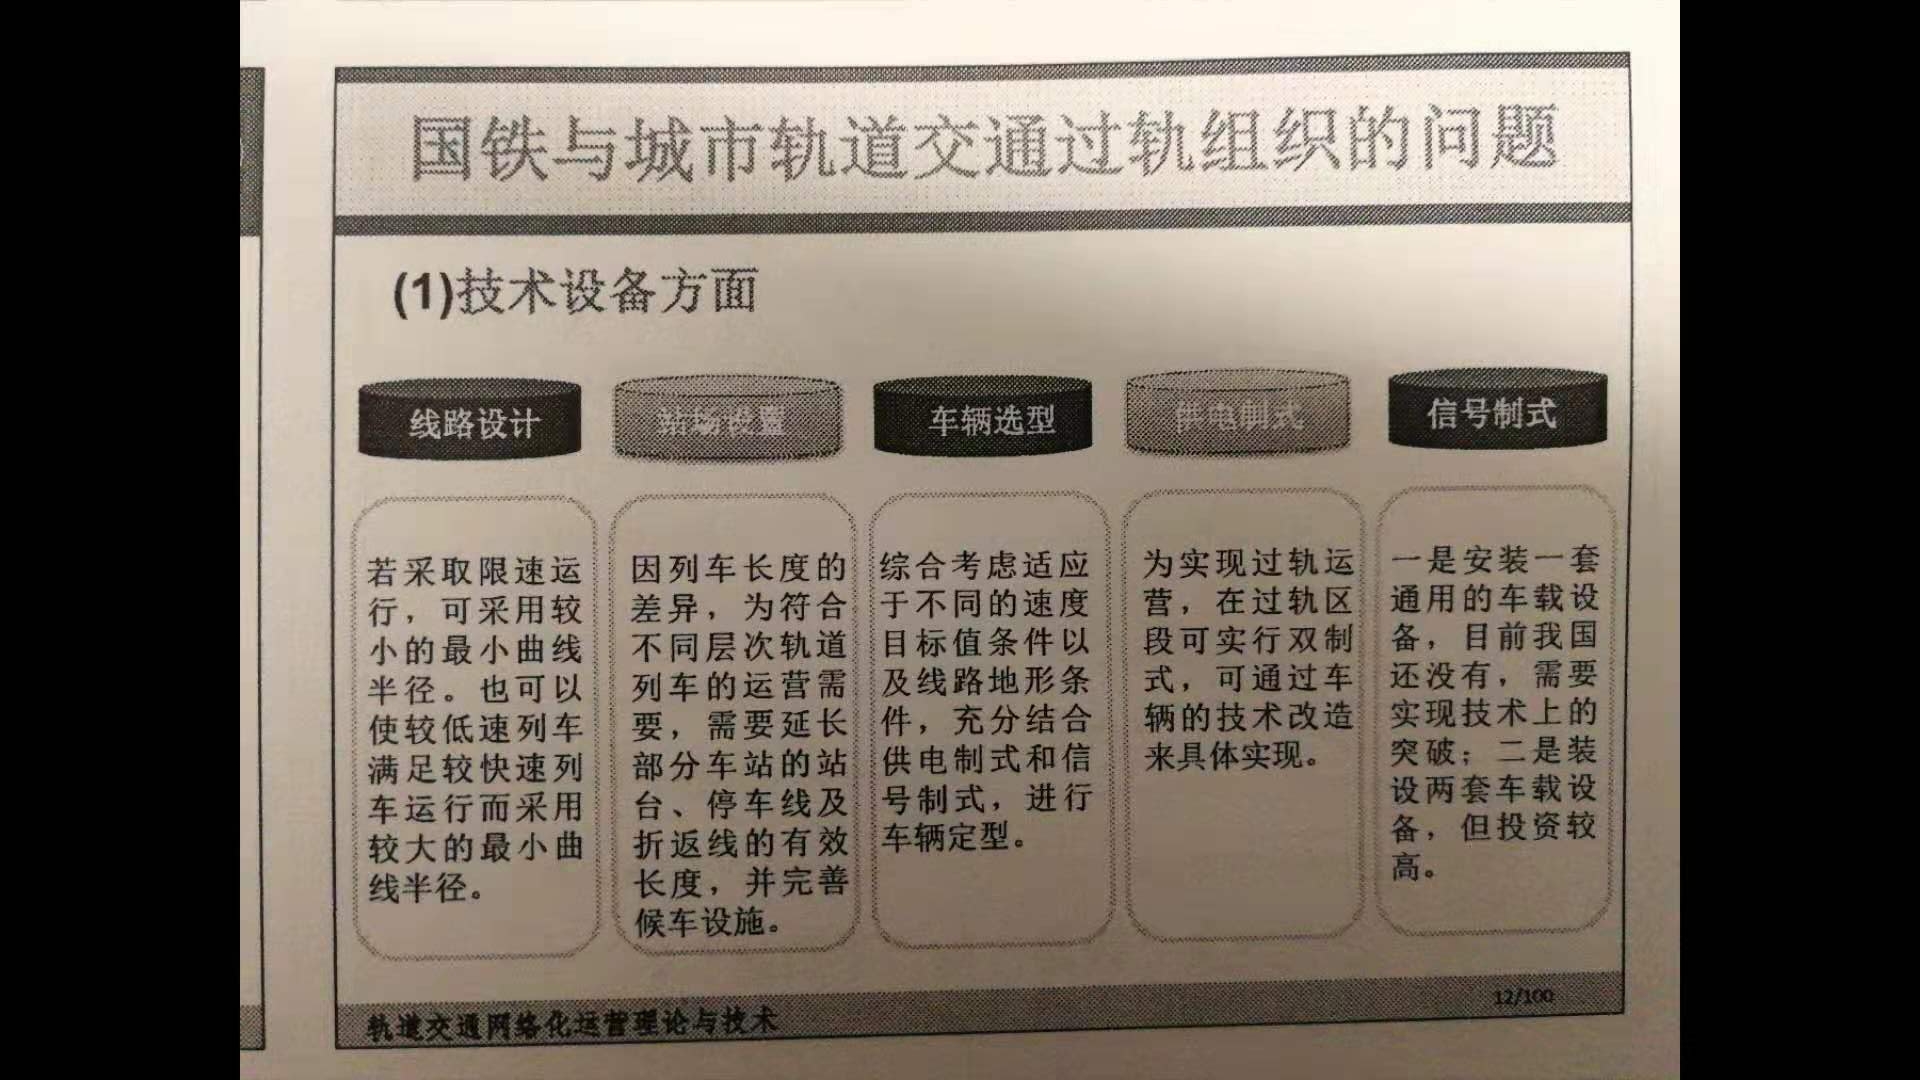 国铁与城市轨道交通过轨组织的问题
(1)技术设备方面
线路设计
站场设置
车辆选型
供电制式
信号制式
若采取限速运
行，可采用较
小的最小曲线
半径。也可以
使较低速列车
满足较快速列
车运行而采用
较大的最小曲
线半径。
因列车长度的
差异，为符合
不同层次轨道
列车的运营需
要，需要延长
部分车站的站
台、停车线及
折返线的有效
长度，并完善
候车设施。
综合考虑适应
于不同的速度
目标值条件以
及线路地形条
件，充分结合
供电制式和信
号制式，进行
车辆定型。
为实现过轨运
营，在过轨区
段可实行双制
式，可通过车
辆的技术改造
来具体实现。
一是安装一套
通用的车载设
备，目前我国
还没有，需要
实现技术上的
突破；二是装
设两套车载设
备，但投资较
高。
轨道交通网络化运营理论与技术
12/100